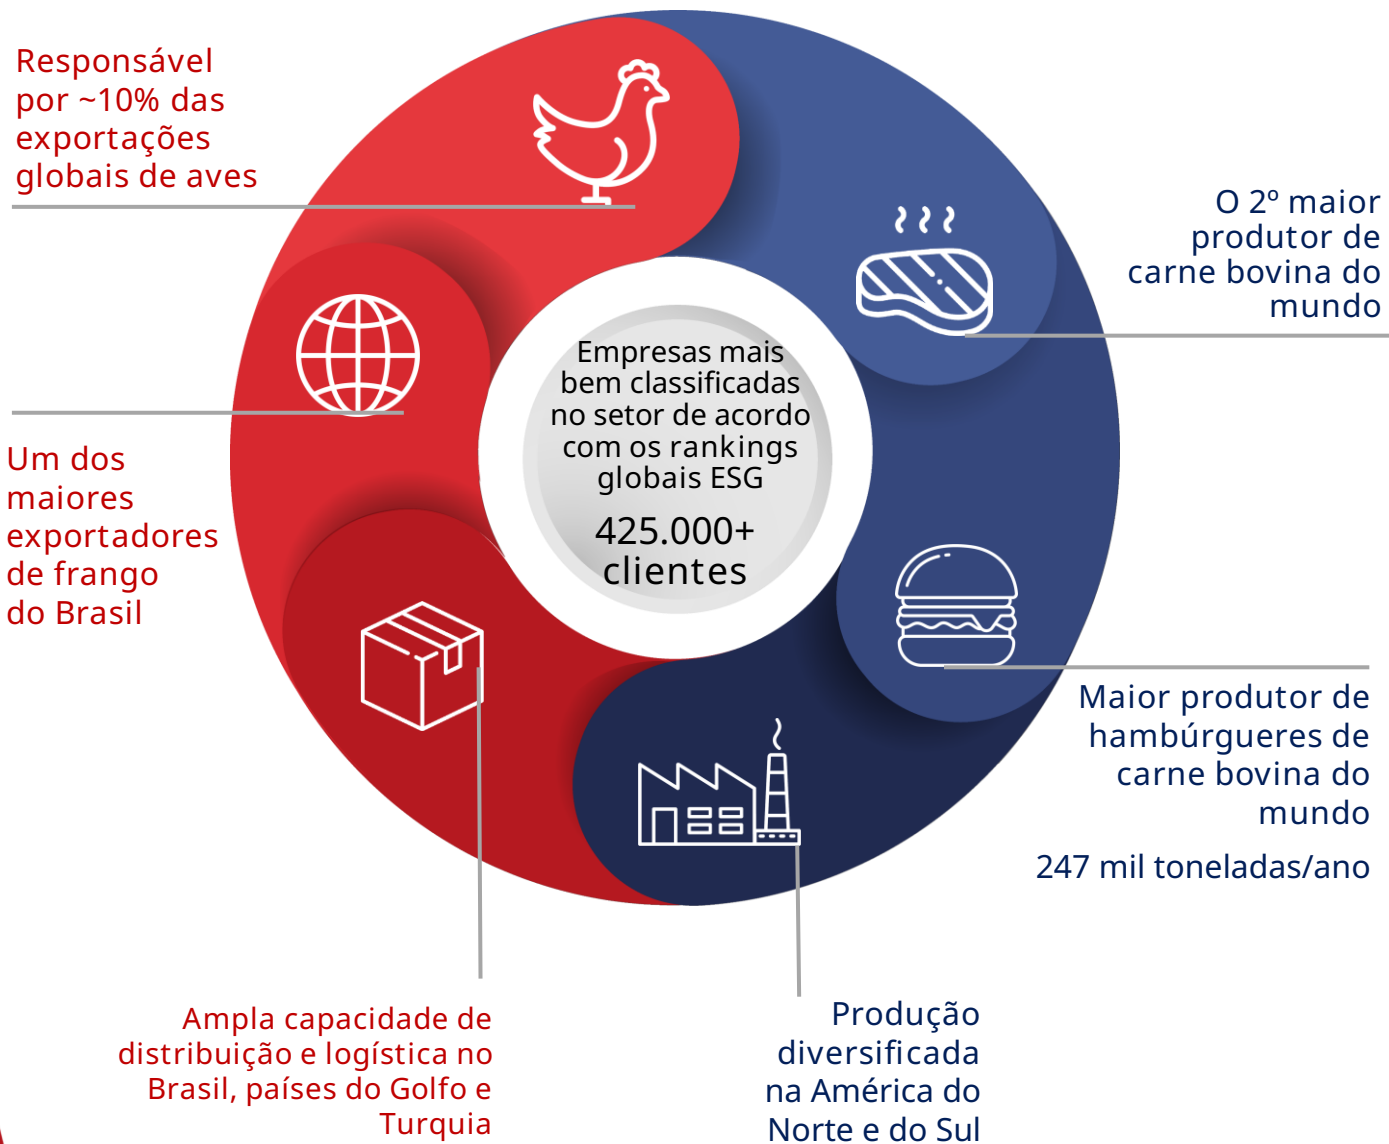 Responsável
por ~10% das
exportações
globais de aves
O 2º maior
produtor de
carne bovina do
mundo
Empresas mais
bem classificadas
no setor de acordo
com os rankings
globais ESG
425.000+
clientes
Um dos
maiores
exportadores
de frango
do Brasil
Maior produtor de
hambúrgueres de
carne bovina do
mundo
247 mil toneladas/ano
Ampla capacidade de
distribuição e logística no
Brasil, países do Golfo e
Turquia
Produção
diversificada
na América do
Norte e do Sul